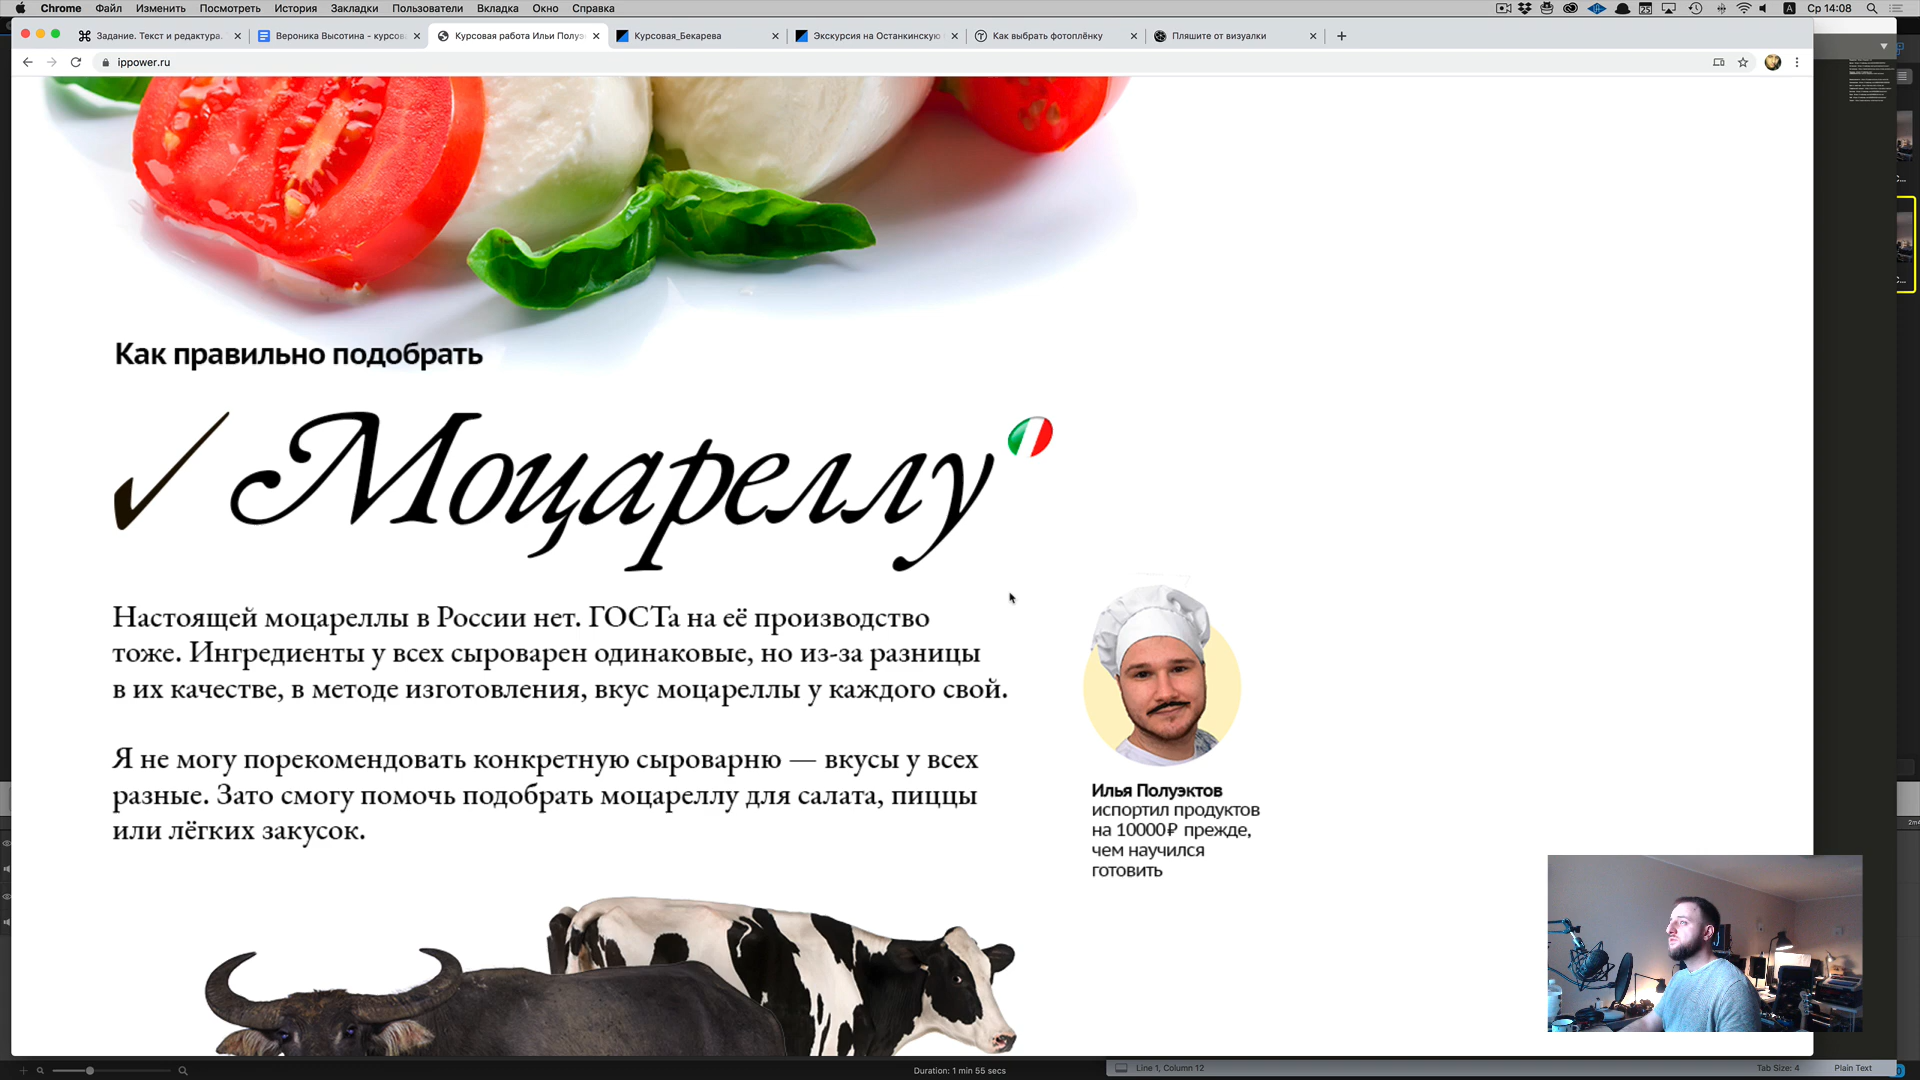 Chrome Файл Изменить Посмотреть История Закладки Пользователи Вкладка Окно Справка
25
A
Ср 14:08
Задание. Текст и редактура.
Вероника Высотина - курсов
Курсовая работа Ильи Полуэ
Курсовая_Бекарева
Экскурсия на Останкинскую
Как выбрать фотоплёнку
Пляшите от визуалки
ippower.ru
Как правильно подобрать
✓ Моцареллу
Настоящей моцареллы в России нет. ГОСТа на её производство
тоже. Ингредиенты у всех сыроварен одинаковые, но из-за разницы
в их качестве, в методе изготовления, вкус моцареллы у каждого свой.
Я не могу порекомендовать конкретную сыроварню — вкусы у всех
разные. Зато смогу помочь подобрать моцареллу для салата, пиццы
или лёгких закусок.
Илья Полуэктов
испортил продуктов
на 10000₽ прежде,
чем научился
готовить
Duration: 1 min 55 secs
Line 1, Column 12
Tab Size: 4
Plain Text